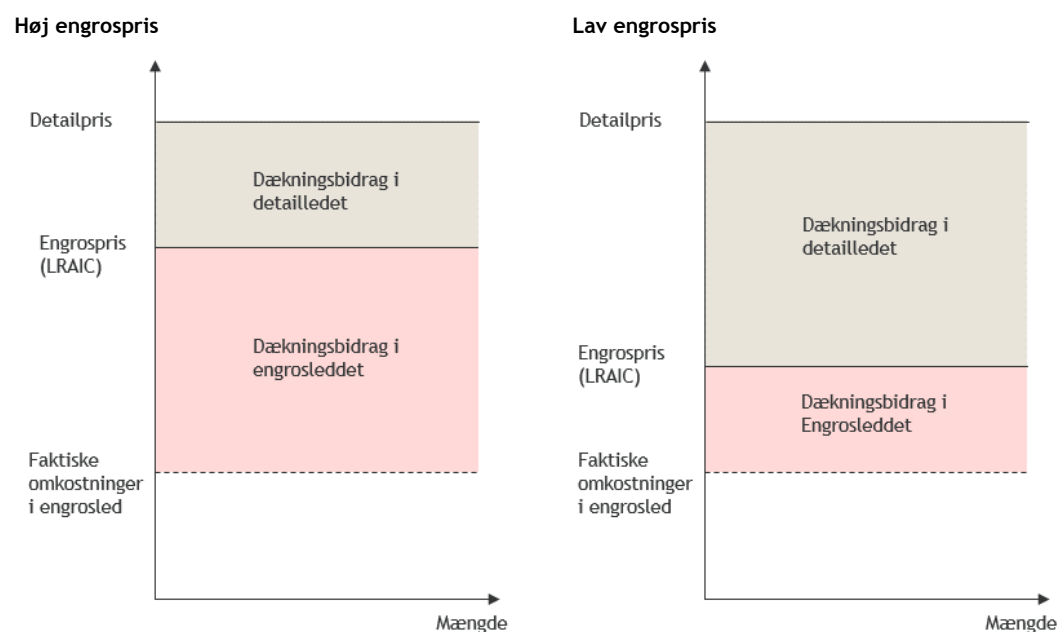 Høj engrospris
Detailpris
Dækningsbidrag i
detailledet
Engrospris
(LRAIC)
Dækningsbidrag i
engrosleddet
Faktiske
omkostninger
i engrosled
Mængde
Lav engrospris
Detailpris
Dækningsbidrag i
detailledet
Engrospris
(LRAIC)
Dækningsbidrag i
Engrosleddet
Faktiske
omkostninger
i engrosled
Mængde